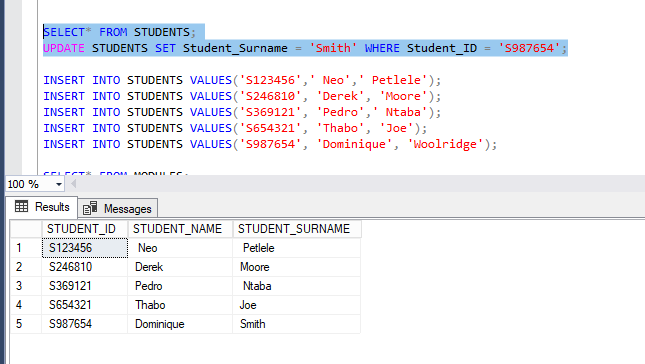 SELECT* FROM STUDENTS;
UPDATE STUDENTS SET Student_Surname = 'Smith' WHERE Student_ID = 'S987654';
INSERT INTO STUDENTS VALUES('S123456',' Neo',' Petlele');
INSERT INTO STUDENTS VALUES('S246810', 'Derek', 'Moore');
INSERT INTO STUDENTS VALUES('S369121', 'Pedro',' Ntaba');
INSERT INTO STUDENTS VALUES('S654321', 'Thabo', 'Joe');
INSERT INTO STUDENTS VALUES('S987654', 'Dominique', 'Woolridge');
SELECT* FROM MODULES;
100 %
Results Messages
STUDENT_ID STUDENT_NAME STUDENT_SURNAME
1 S123456 Neo Petlele
2 S246810 Derek Moore
3 S369121 Pedro Ntaba
4 S654321 Thabo Joe
5 S987654 Dominique Smith